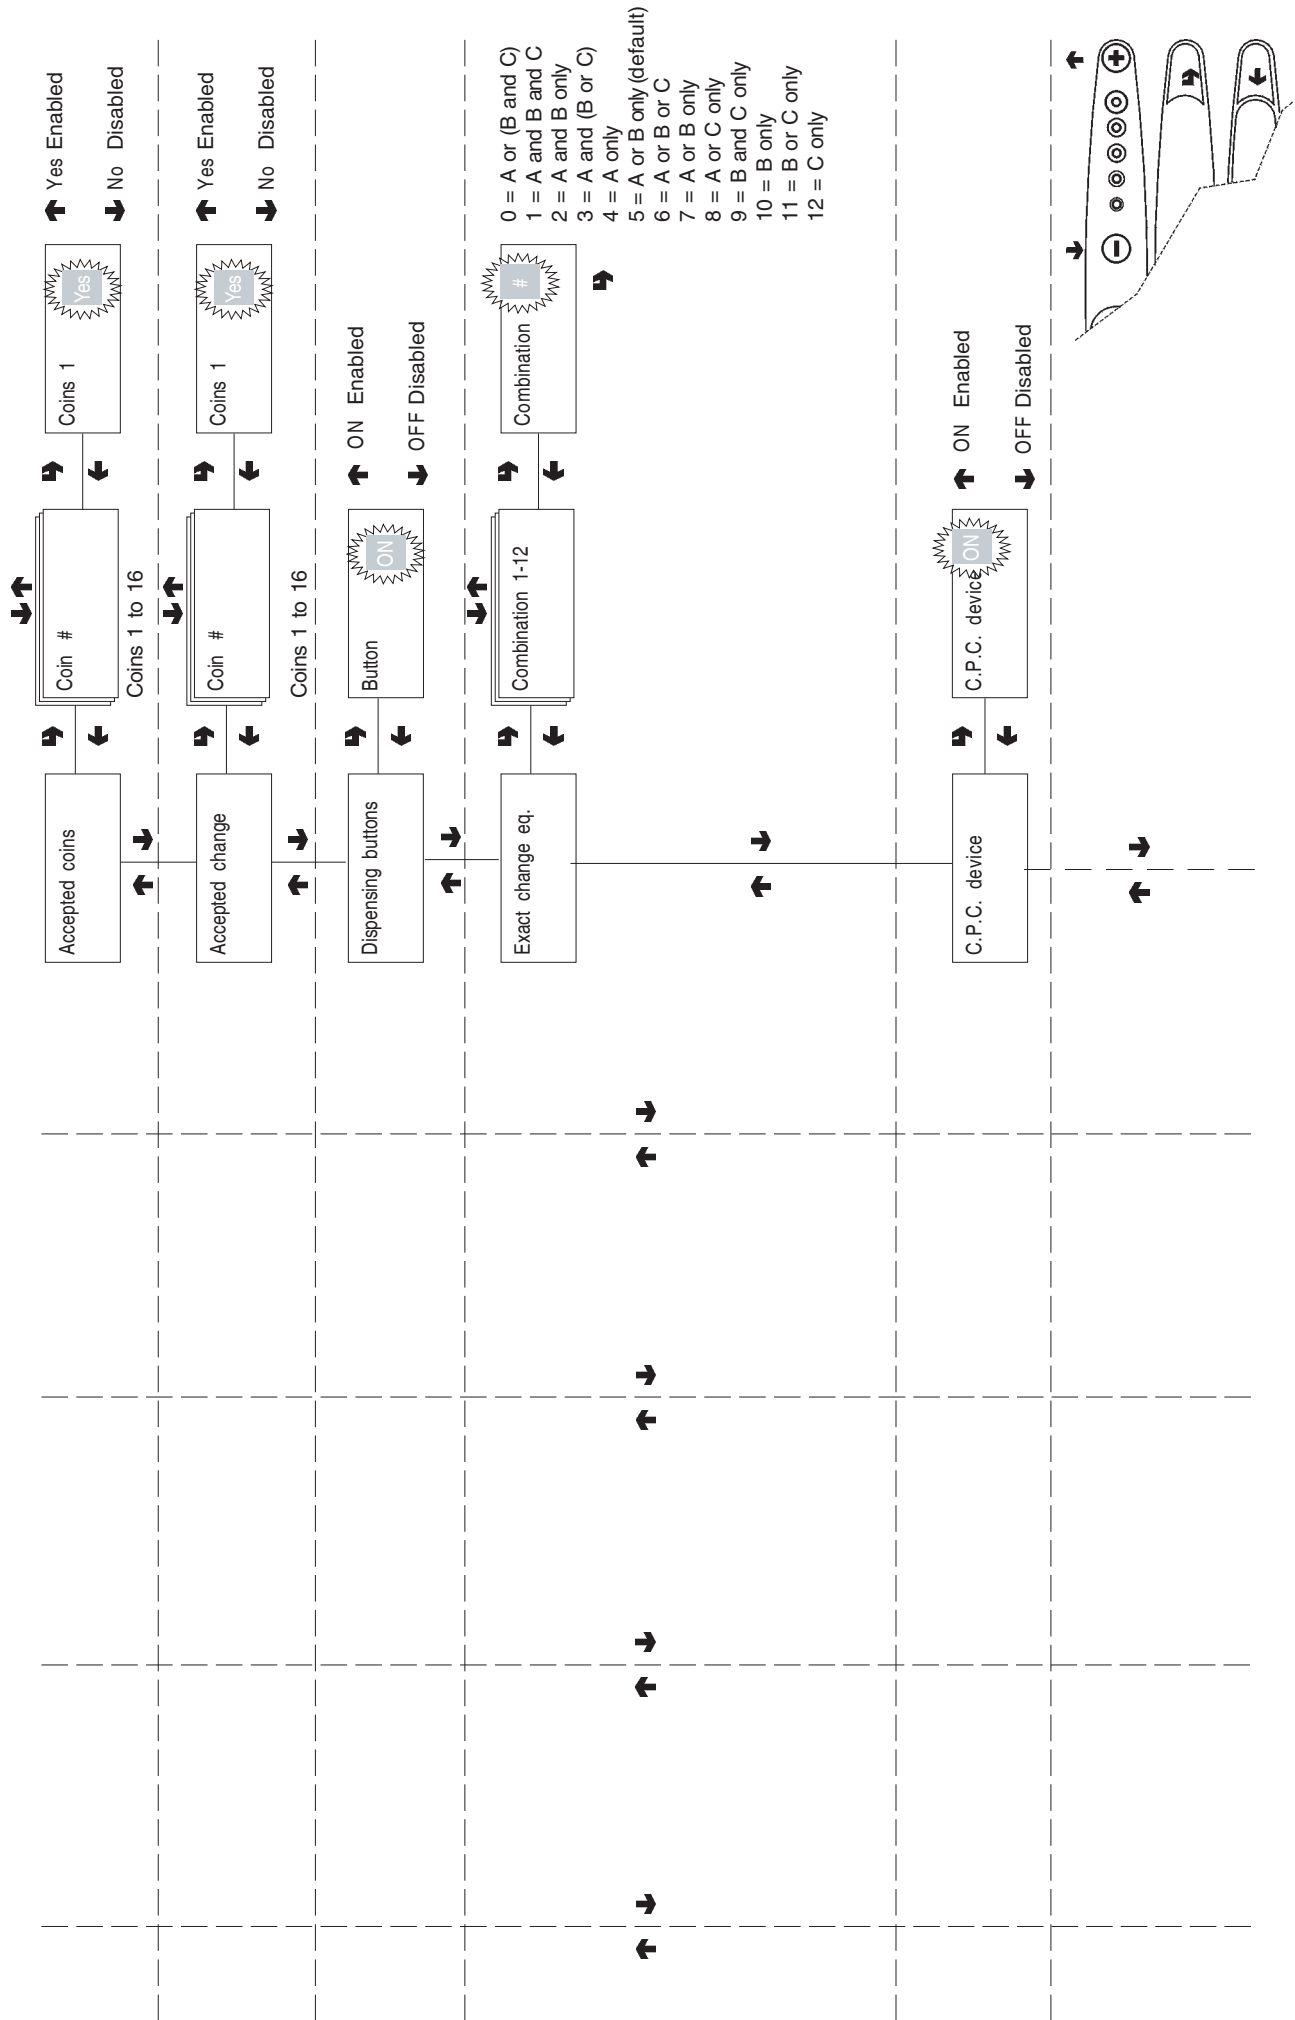 Accepted coins
Coin #
Coins 1 to 16
Coins 1
Yes
Yes Enabled
No Disabled
Accepted change
Coin #
Coins 1 to 16
Coins 1
Yes
Yes Enabled
No Disabled
Dispensing buttons
Button
ON
ON Enabled
OFF Disabled
Exact change eq.
Combination 1-12
Combination
#
0 = A or (B and C)
1 = A and B and C
2 = A and B only
3 = A and (B or C)
4 = A only
5 = A or B only (default)
6 = A or B or C
7 = A or B only
8 = A or C only
9 = B and C only
10 = B only
11 = B or C only
12 = C only
C.P.C. device
C.P.C. device
ON
ON Enabled
OFF Disabled